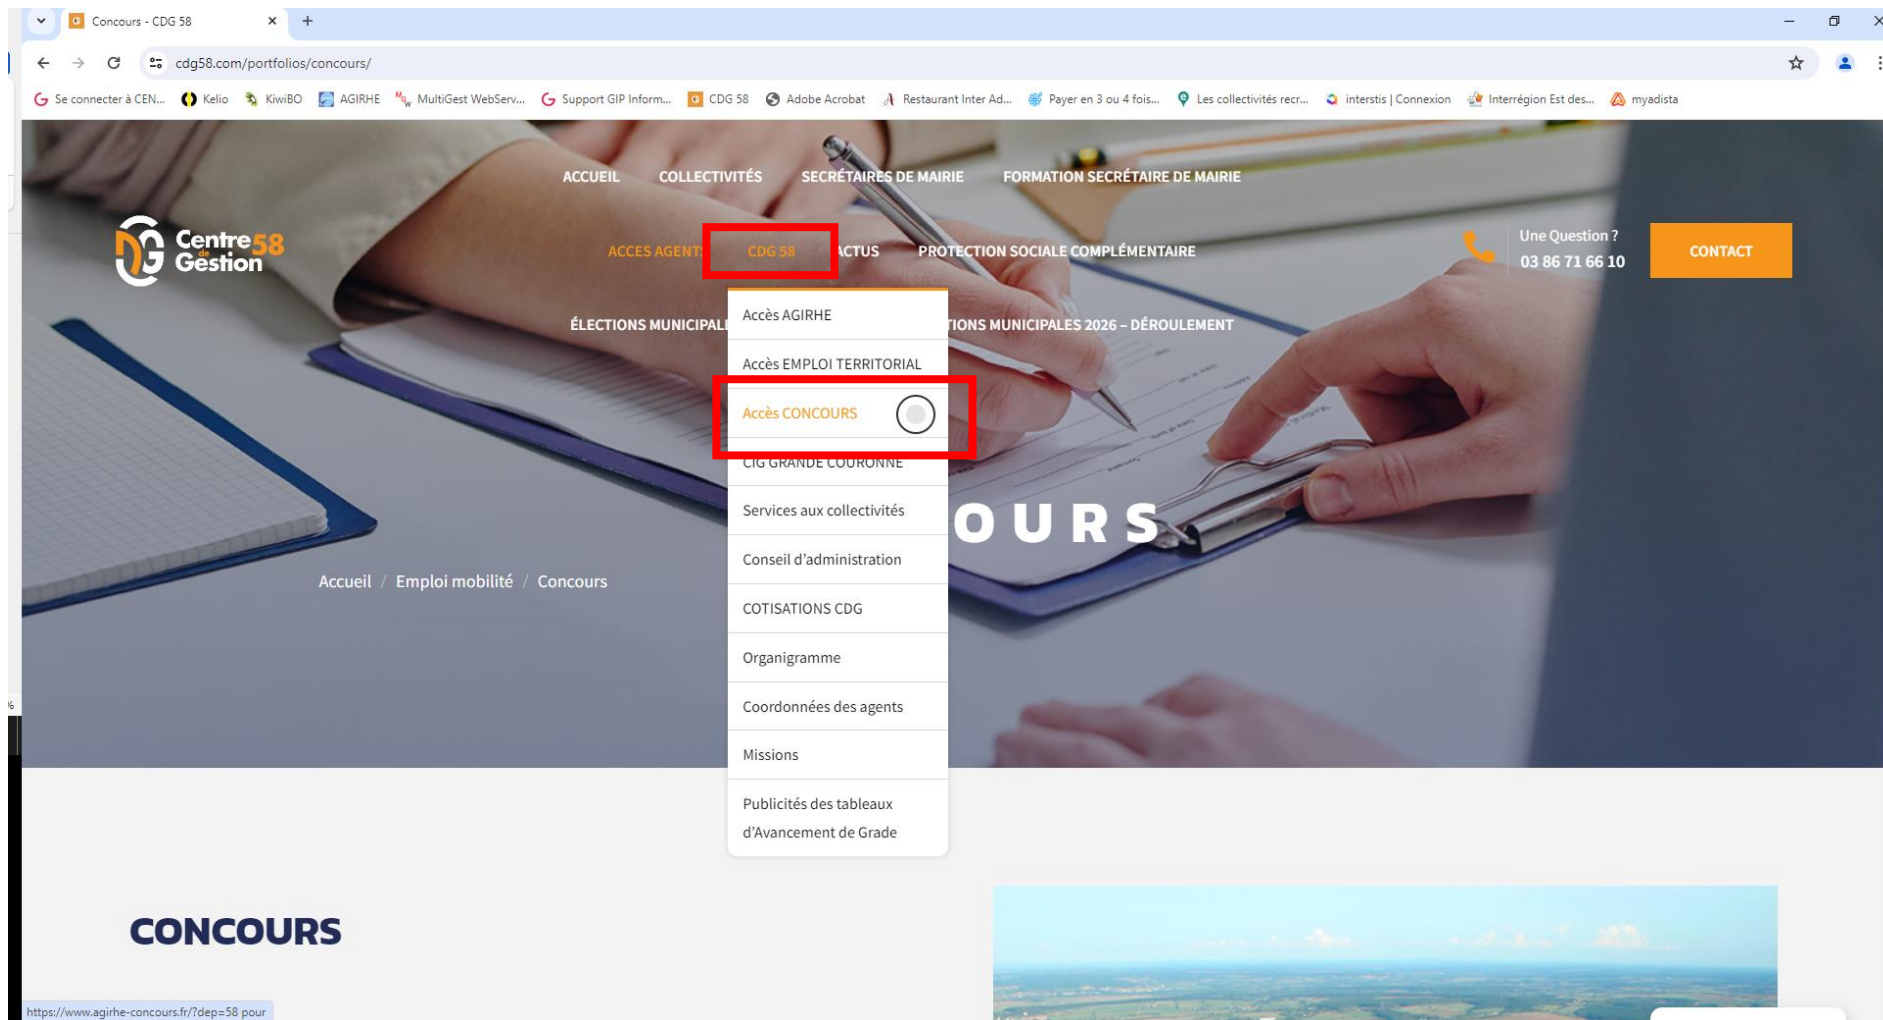 Concours - CDG 58
cdg58.com/portfolios/concours/
Se connecter à CEN... Kelio KiwiBO AGIRHE MultiGest WebServ... Support GIP Inform... CDG 58 Adobe Acrobat Restaurant Inter Ad... Payer en 3 ou 4 fois... Les collectivités recr... interstis | Connexion Interrégion Est des... myadista
ACCUEIL COLLECTIVITÉS SECRÉTAIRES DE MAIRIE FORMATION SECRÉTAIRE DE MAIRIE
Centre 58
de
Gestion
ACCES AGENTS CDG 58 ACTUS PROTECTION SOCIALE COMPLÉMENTAIRE
Une Question ?
03 86 71 66 10
CONTACT
ÉLECTIONS MUNICIPAL TIONS MUNICIPALES 2026 – DÉROULEMENT
Accès AGIRHE
Accès EMPLOI TERRITORIAL
Accès CONCOURS
CIG GRANDE COURONNE
Services aux collectivités
Conseil d'administration
COTISATIONS CDG
Organigramme
Coordonnées des agents
Missions
Publicités des tableaux
d'Avancement de Grade
OURS
Accueil / Emploi mobilité / Concours
%
CONCOURS
https://www.agirhe-concours.fr/?dep=58 pour